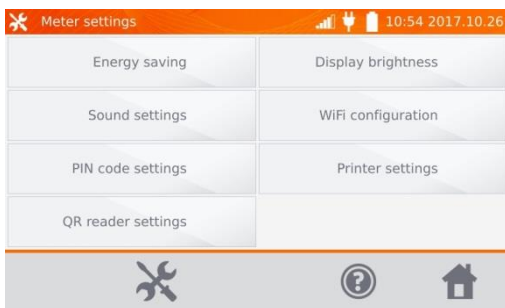 Meter settings 10:54 2017.10.26
Energy saving Display brightness
Sound settings WiFi configuration
PIN code settings Printer settings
QR reader settings
?